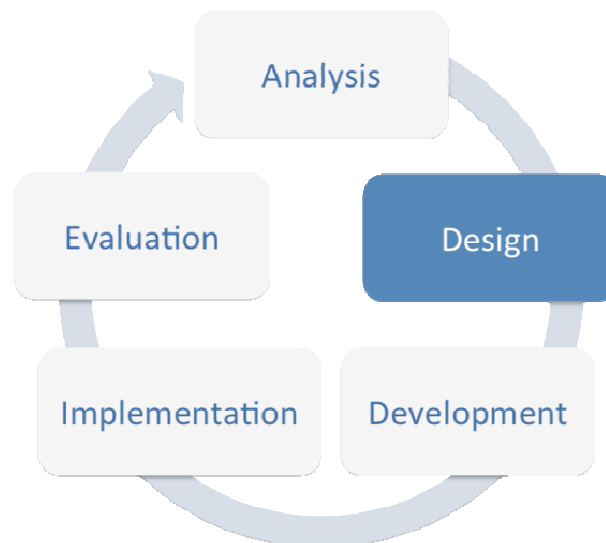 Analysis
Design
Development
Implementation
Evaluation